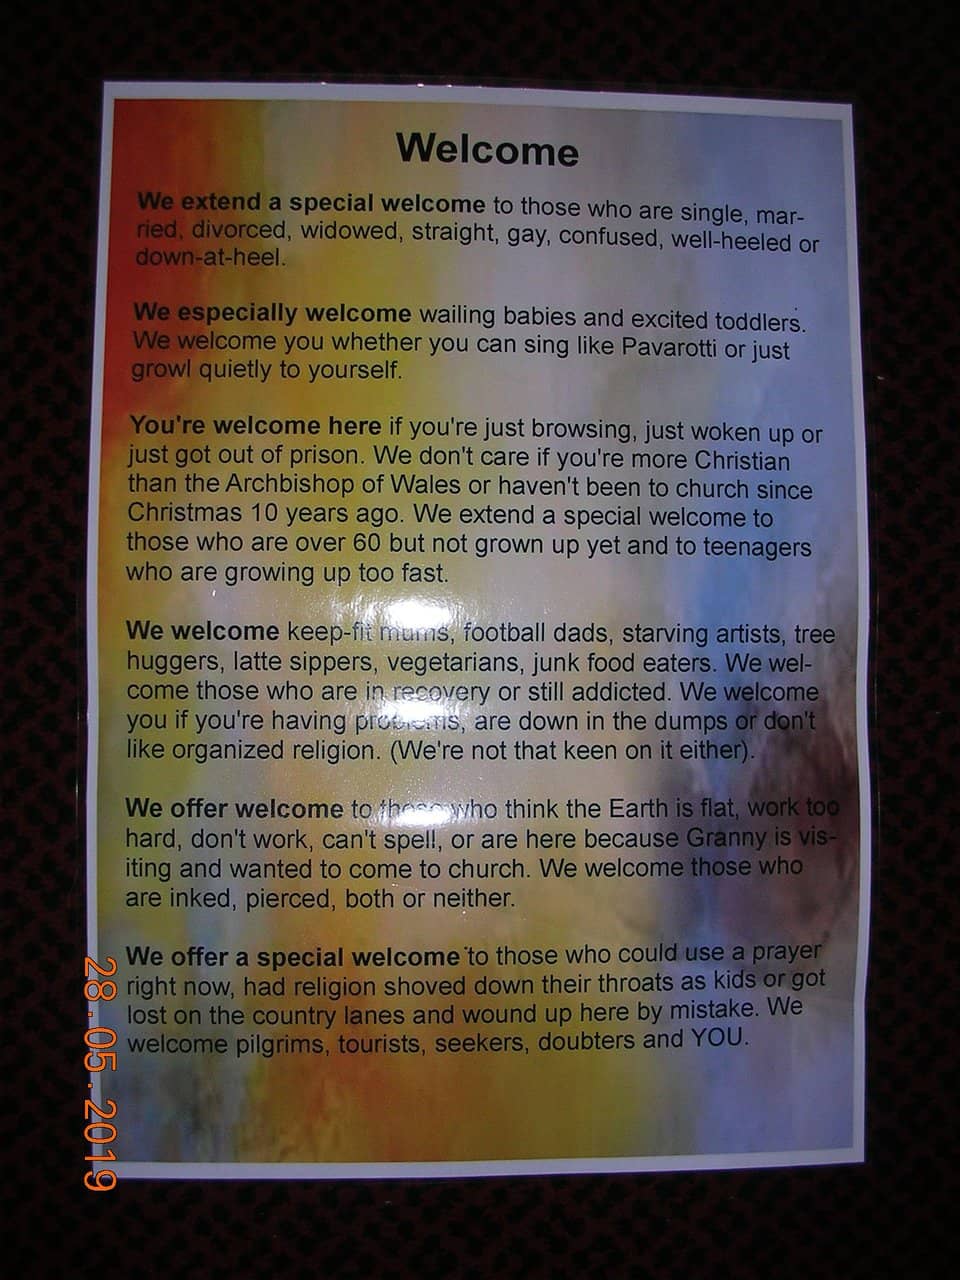 Welcome
We extend a special welcome to those who are single, mar-
ried, divorced, widowed, straight, gay, confused, well-heeled or
down-at-heel.
We especially welcome wailing babies and excited toddlers.
We welcome you whether you can sing like Pavarotti or just
growl quietly to yourself.
You're welcome here if you're just browsing, just woken up or
just got out of prison. We don't care if you're more Christian
than the Archbishop of Wales or haven't been to church since
Christmas 10 years ago. We extend a special welcome to
those who are over 60 but not grown up yet and to teenagers
who are growing up too fast.
We welcome keep-fit mums, football dads, starving artists, tree
huggers, latte sippers, vegetarians, junk food eaters. We wel-
come those who are in recovery or still addicted. We welcome
you if you're having problems, are down in the dumps or don't
like organized religion. (We're not that keen on it either).
We offer welcome to those who think the Earth is flat, work too
hard, don't work, can't spell, or are here because Granny is vis-
iting and wanted to come to church. We welcome those who
are inked, pierced, both or neither.
We offer a special welcome to those who could use a prayer
right now, had religion shoved down their throats as kids or got
lost on the country lanes and wound up here by mistake. We
welcome pilgrims, tourists, seekers, doubters and YOU.
28.05.2019